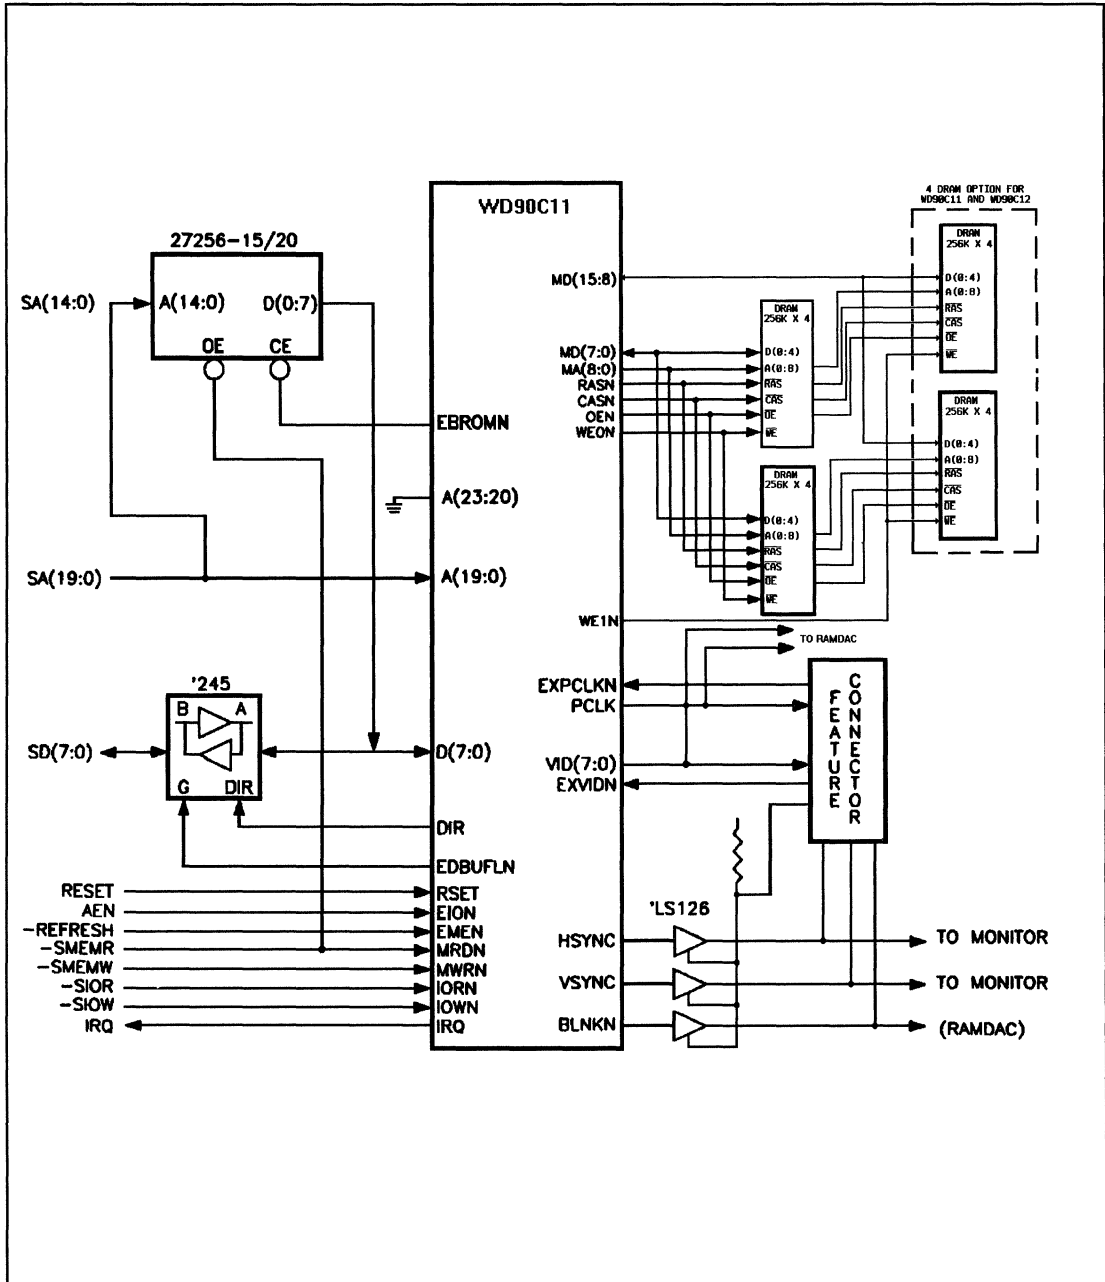 WD90C11
4 DRAM OPTION FOR
WD90C11 AND WD90C12
27256-15/20
SA(14:0)
A(14:0)
D(0:7)
OE
CE
EBROMN
A(23:20)
SA(19:0)
A(19:0)
'245
B
A
G
DIR
SD(7:0)
D(7:0)
DIR
EDBUFLN
RESET
RSET
AEN
EION
-REFRESH
EMEN
-SMEMR
MRDN
-SMEMW
MWRN
-SIOR
IORN
-SIOW
IOWN
IRQ
IRQ
MD(15:8)
MD(7:0)
MA(8:0)
RASN
CASN
OEN
WE0N
WE1N
EXPCLKN
PCLK
VID(7:0)
EXVIDN
HSYNC
VSYNC
BLNKN
DRAM
256K X 4
D(0:4)
A(0:8)
RAS
CAS
OE
WE
DRAM
256K X 4
D(0:4)
A(0:8)
RAS
CAS
OE
WE
DRAM
256K X 4
D(0:4)
A(0:8)
RAS
CAS
OE
WE
DRAM
256K X 4
D(0:4)
A(0:8)
RAS
CAS
OE
WE
TO RAMDAC
FEATURE
CONNECTOR
'LS126
TO MONITOR
TO MONITOR
(RAMDAC)